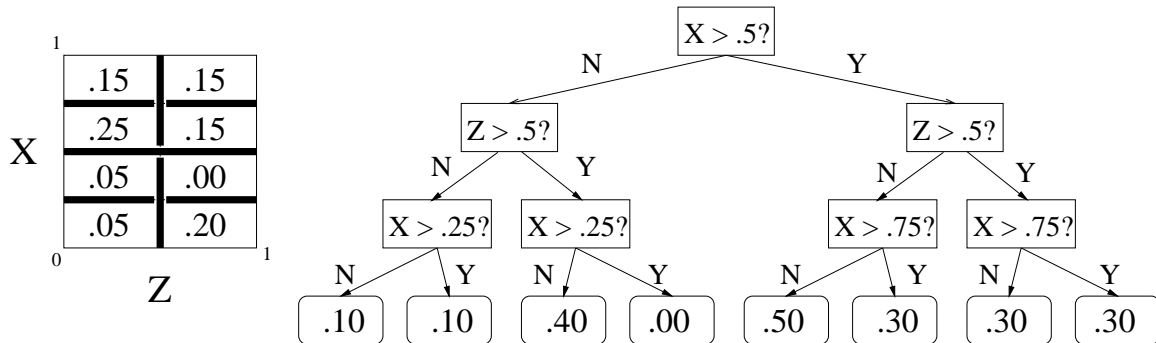 1
.15 .15
.25 .15
X
.05 .00
.05 .20
0 1
Z
X > .5?
N Y
Z > .5? Z > .5?
N Y N Y
X > .25? X > .25? X > .75? X > .75?
N Y N Y N Y N Y
.10 .10 .40 .00 .50 .30 .30 .30